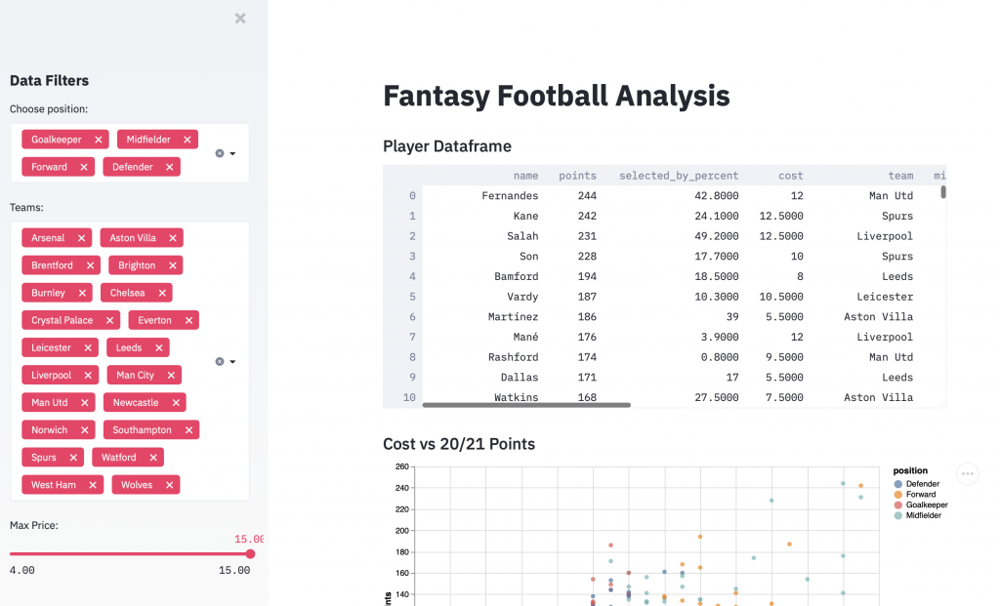 Data Filters
Choose position:
Goalkeeper × Midfielder ×
Forward × Defender ×
Teams:
Arsenal × Aston Villa ×
Brentford × Brighton ×
Burnley × Chelsea ×
Crystal Palace × Everton ×
Leicester × Leeds ×
Liverpool × Man City ×
Man Utd × Newcastle ×
Norwich × Southampton ×
Spurs × Watford ×
West Ham × Wolves ×
Max Price:
15.00
4.00 15.00
Fantasy Football Analysis
Player Dataframe
name points selected_by_percent cost team mi
0 Fernandes 244 42.8000 12 Man Utd
1 Kane 242 24.1000 12.5000 Spurs
2 Salah 231 49.2000 12.5000 Liverpool
3 Son 228 17.7000 10 Spurs
4 Bamford 194 18.5000 8 Leeds
5 Vardy 187 10.3000 10.5000 Leicester
6 Martínez 186 39 5.5000 Aston Villa
7 Mané 176 3.9000 12 Liverpool
8 Rashford 174 0.8000 9.5000 Man Utd
9 Dallas 171 17 5.5000 Leeds
10 Watkins 168 27.5000 7.5000 Aston Villa
Cost vs 20/21 Points
260
240
220
200
180
160
140
nts
position
Defender
Forward
Goalkeeper
Midfielder